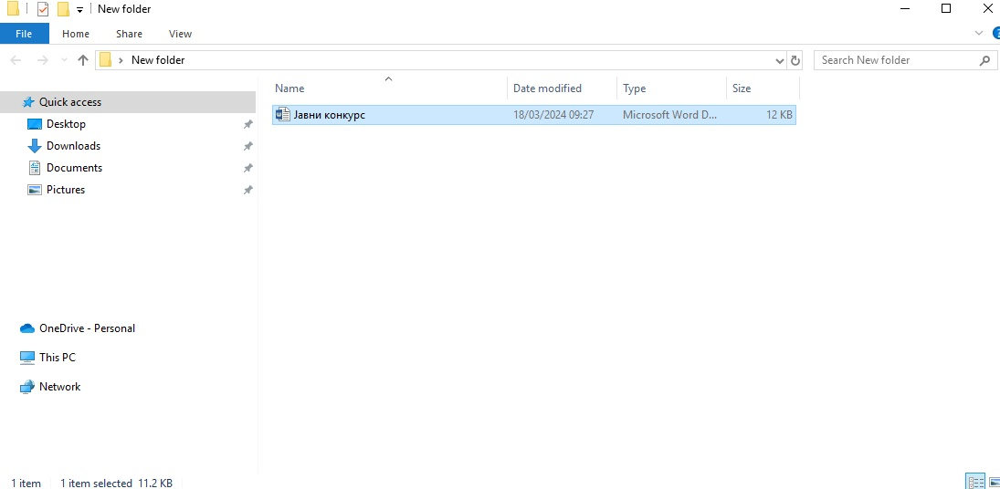 New folder
File Home Share View
New folder
Search New folder
Name Date modified Type Size
Quick access
Јавни конкурс 18/03/2024 09:27 Microsoft Word D... 12 KB
Desktop
Downloads
Documents
Pictures
OneDrive - Personal
This PC
Network
1 item 1 item selected 11.2 KB